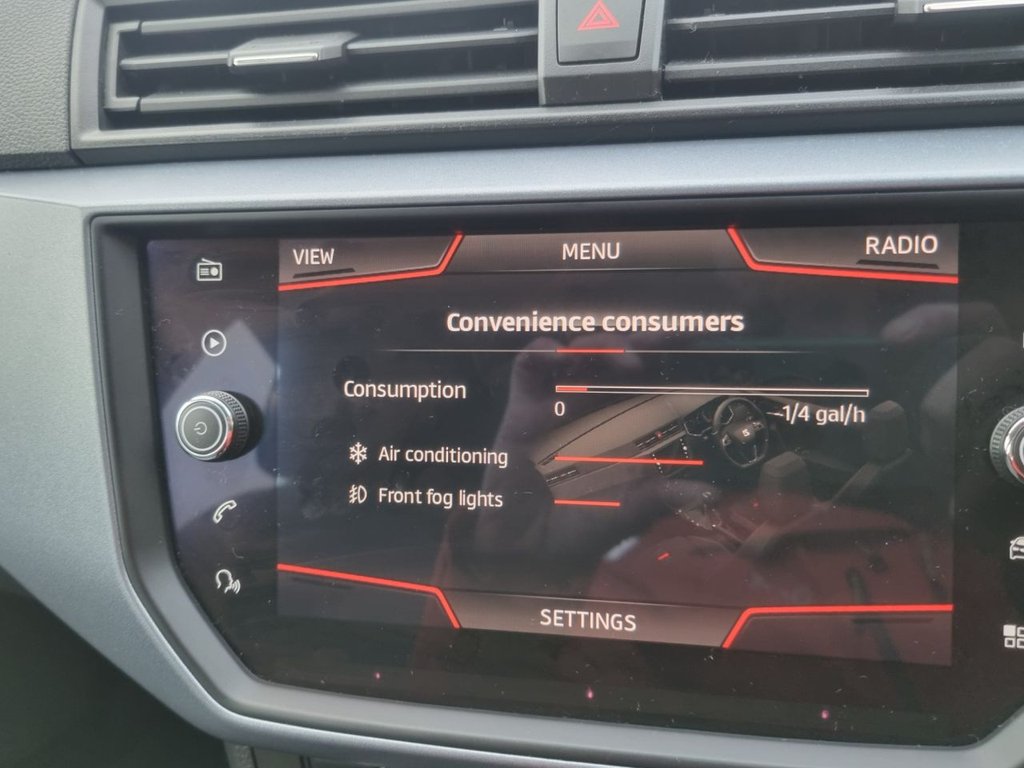 VIEW MENU RADIO
Convenience consumers
Consumption
0 1/4 gal/h
Air conditioning
Front fog lights
SETTINGS